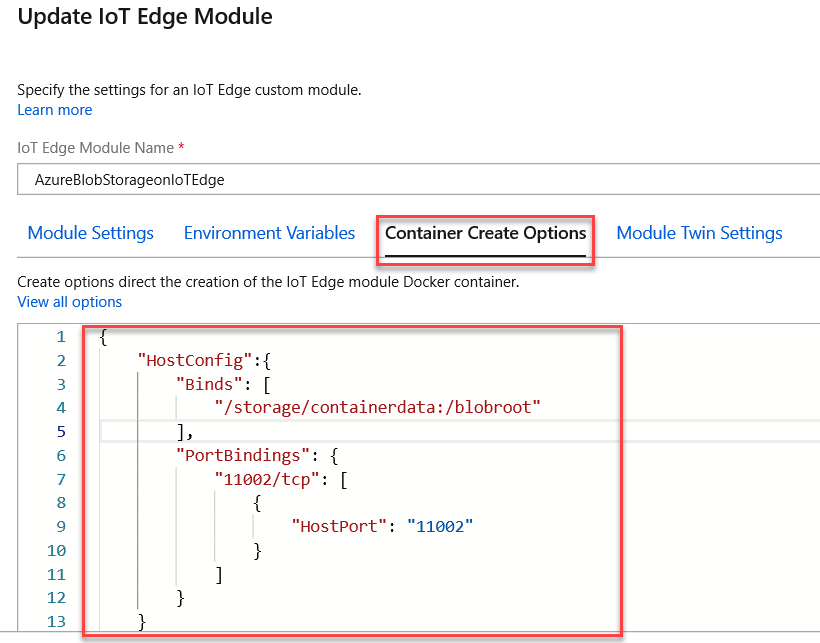 Update IoT Edge Module
Specify the settings for an IoT Edge custom module.
Learn more
IoT Edge Module Name *
AzureBlobStorageonIoTEdge
Module Settings Environment Variables Container Create Options Module Twin Settings
Create options direct the creation of the IoT Edge module Docker container.
View all options
1 {
2 "HostConfig":{
3 "Binds": [
4 "/storage/containerdata:/blobroot"
5 ],
6 "PortBindings": {
7 "11002/tcp": [
8 {
9 "HostPort": "11002"
10 }
11 ]
12 }
13 }